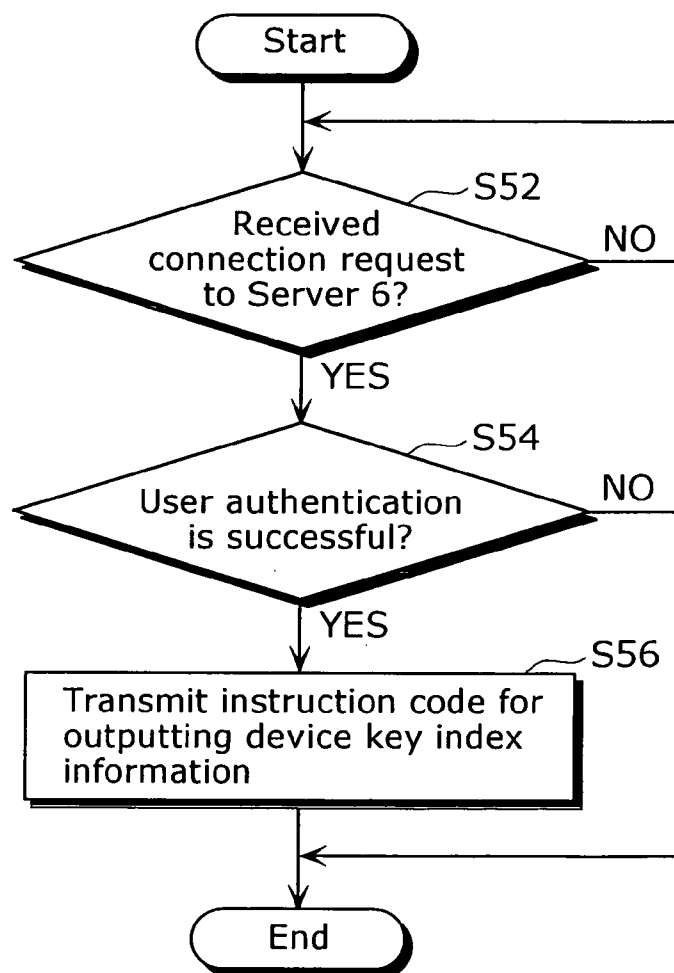 Start
S52
Received
connection request
to Server 6?
NO
YES
S54
User authentication
is successful?
NO
YES
S56
Transmit instruction code for
outputting device key index
information
End